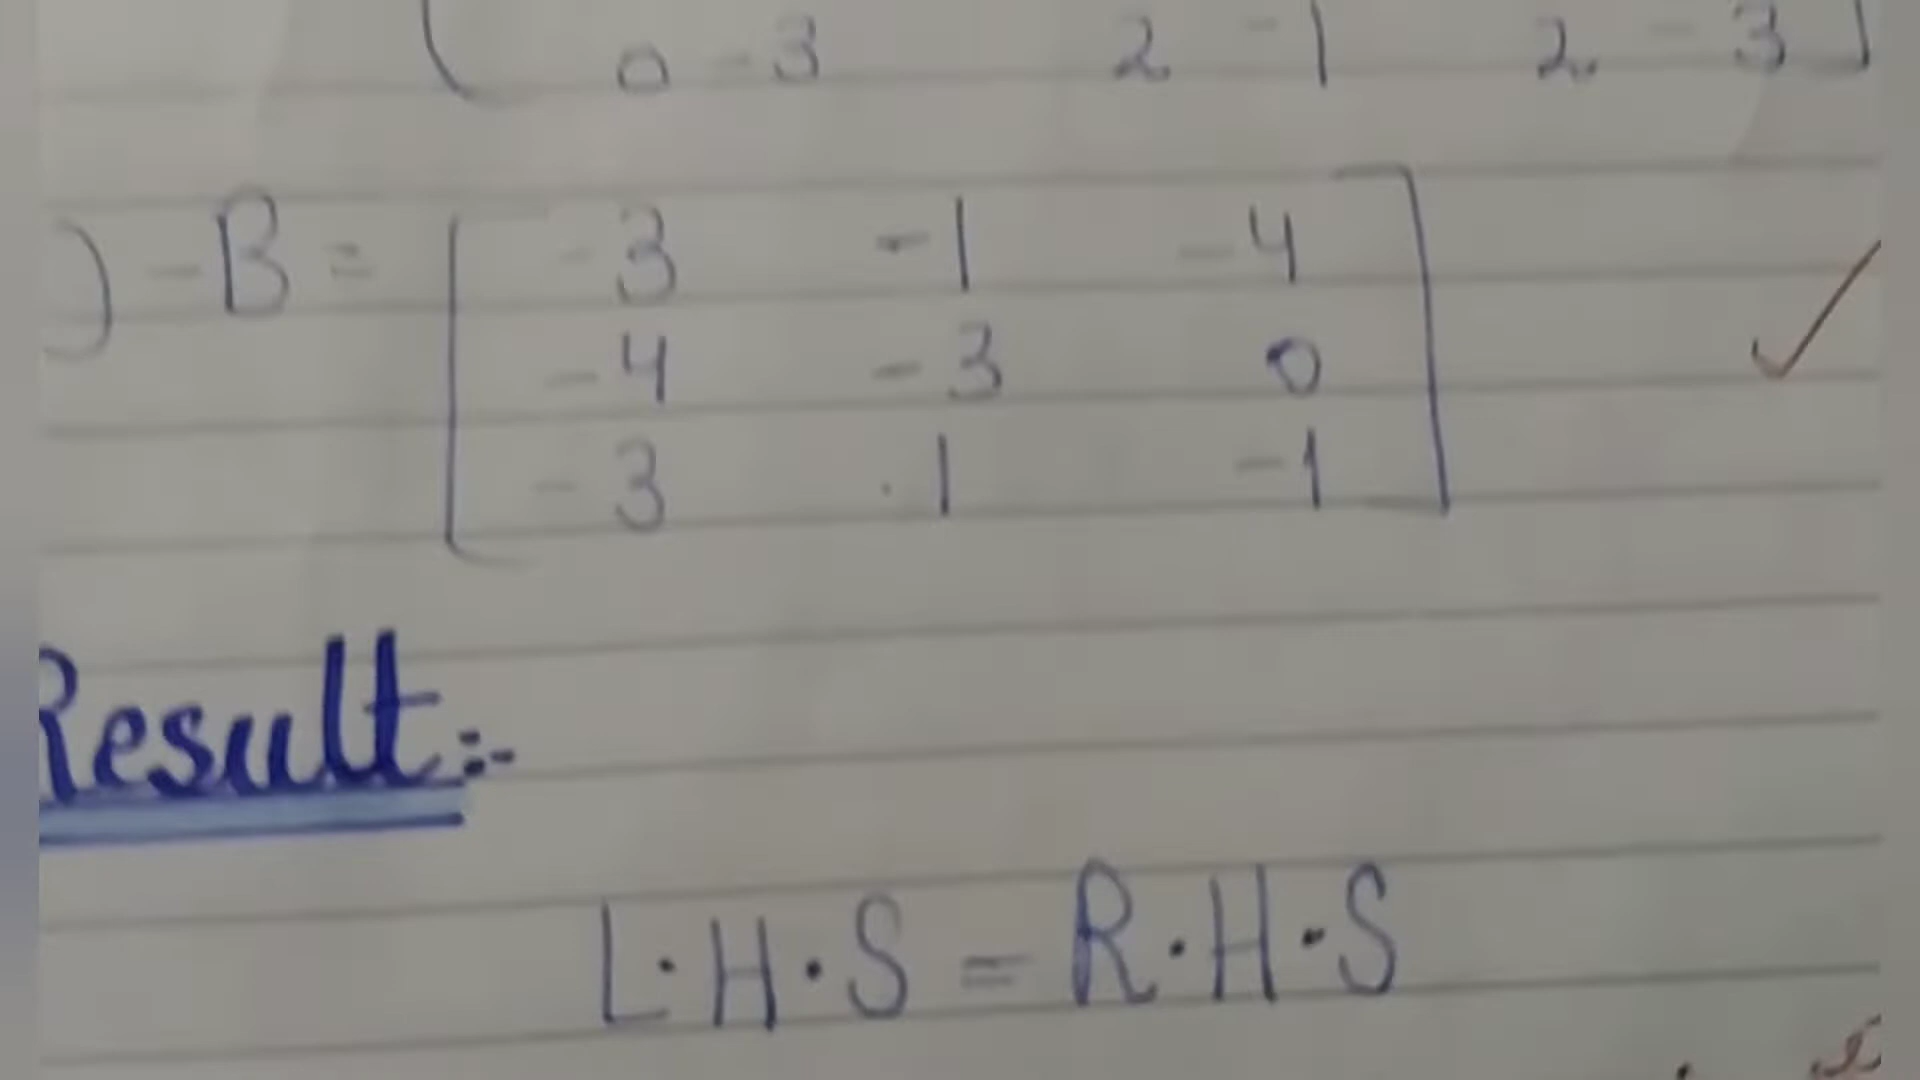 0 - 3 2 - 1 2 - 3
) - B = [ -3 -1 -4
-4 -3 0
-3 1 -1 ]
Result:-
L·H·S = R·H·S